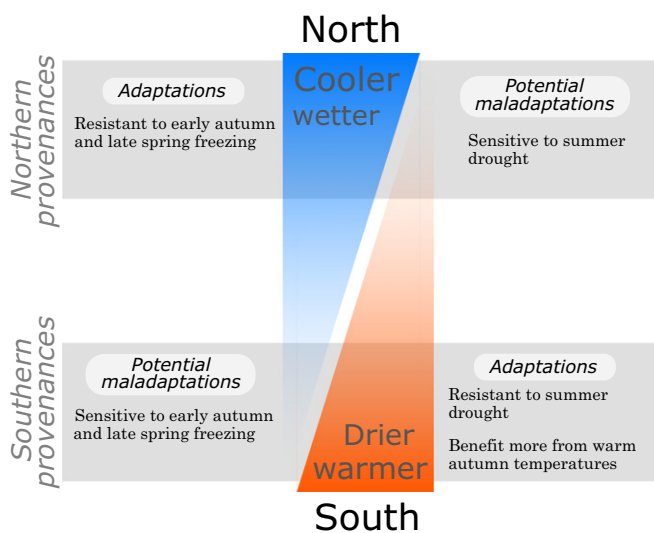 North
Northern
provenances
Adaptations
Resistant to early autumn
and late spring freezing
Cooler
wetter
Potential
maladaptations
Sensitive to summer
drought
Southern
provenances
Potential
maladaptations
Sensitive to early autumn
and late spring freezing
Drier
warmer
Adaptations
Resistant to summer
drought
Benefit more from warm
autumn temperatures
South